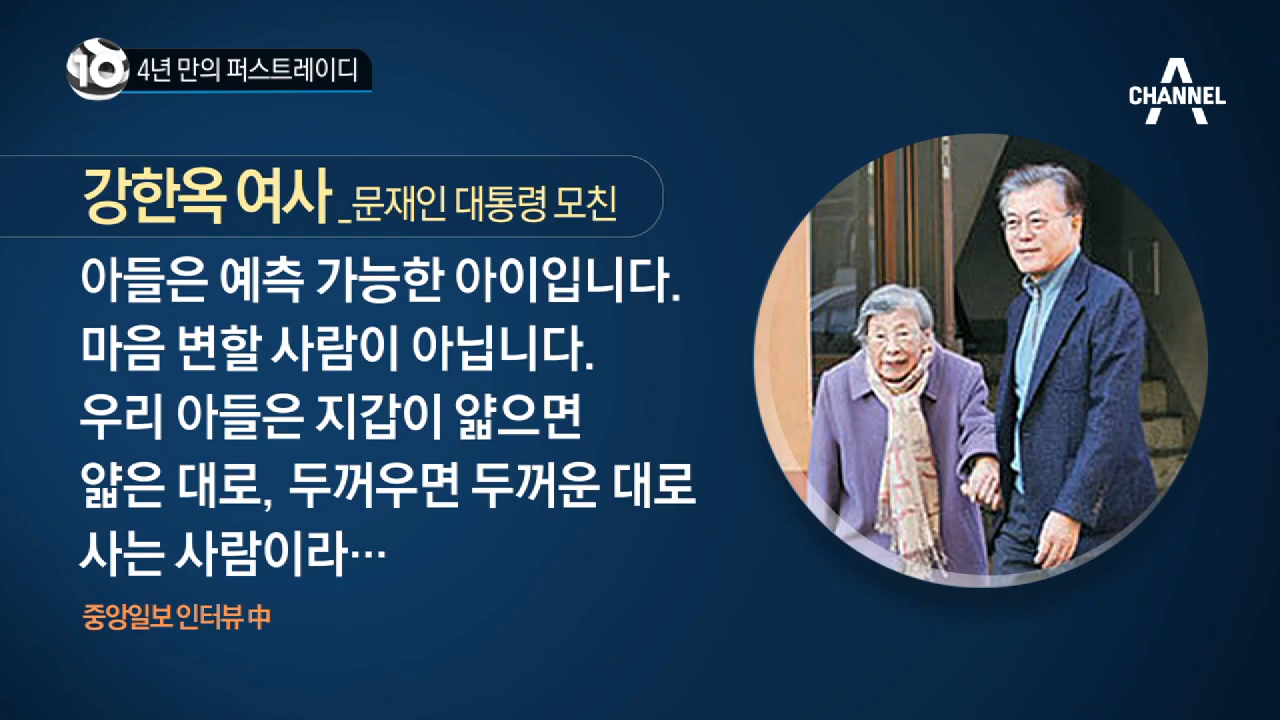 10 4년 만의 퍼스트레이디
CHANNEL A
강한옥 여사 _문재인 대통령 모친
아들은 예측 가능한 아이입니다.
마음 변할 사람이 아닙니다.
우리 아들은 지갑이 얇으면
얇은 대로, 두꺼우면 두꺼운 대로
사는 사람이라…
중앙일보 인터뷰 中